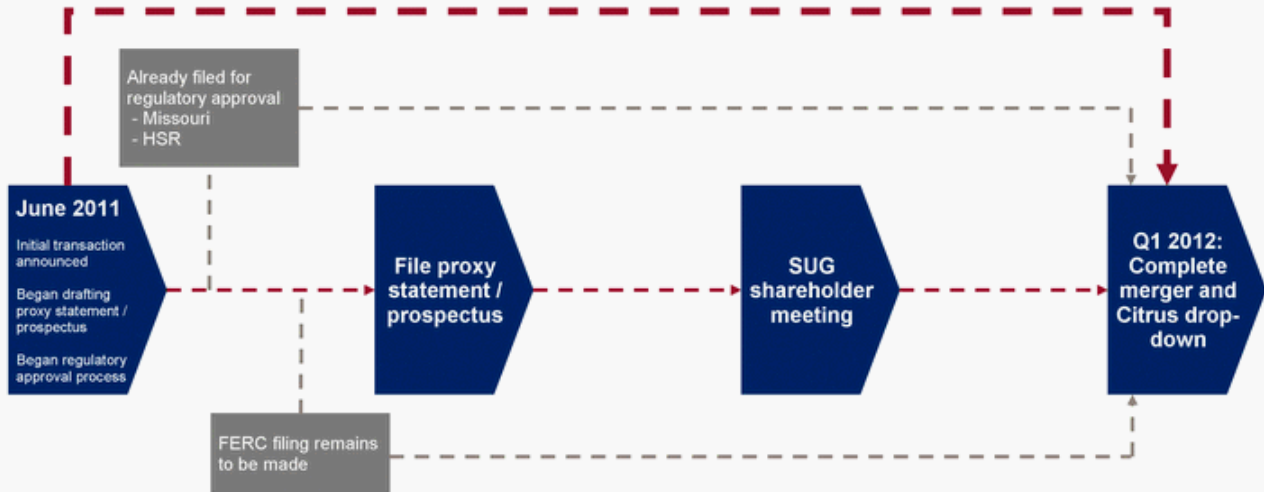 Already filed for
regulatory approval
- Missouri
- HSR
June 2011
Initial transaction
announced
Began drafting
proxy statement /
prospectus
Began regulatory
approval process
File proxy
statement /
prospectus
SUG
shareholder
meeting
Q1 2012:
Complete
merger and
Citrus drop-
down
FERC filing remains
to be made